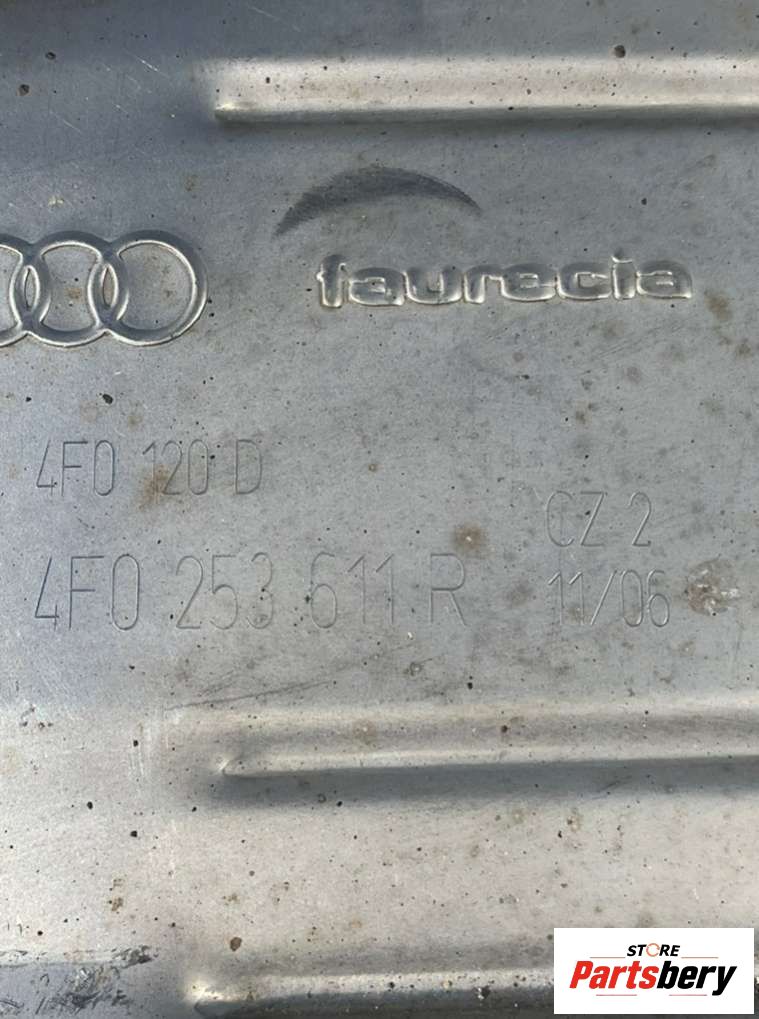 faurecia
4F0 120 D
CZ 2
4F0 253 611 R
11/06
STORE
Partsbery